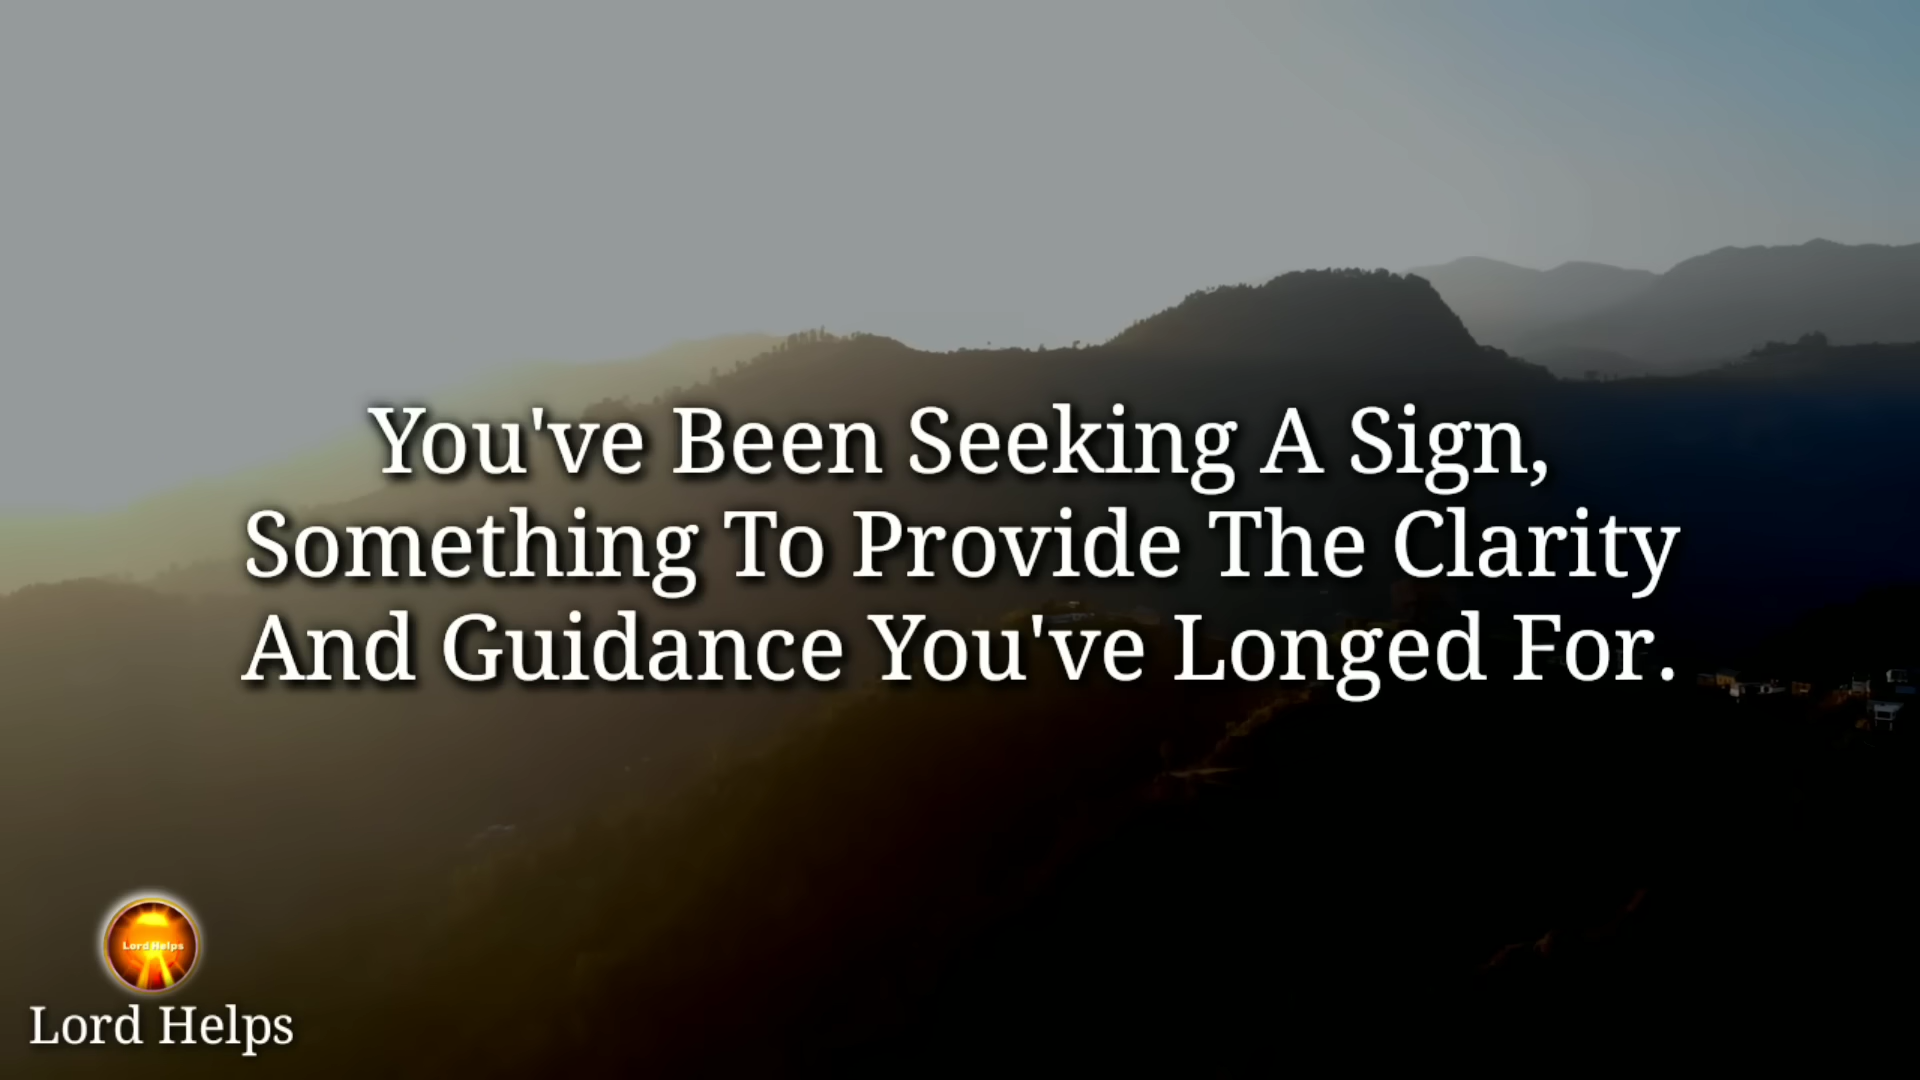 You've Been Seeking A Sign,
Something To Provide The Clarity
And Guidance You've Longed For.
Lord Helps
Lord Helps